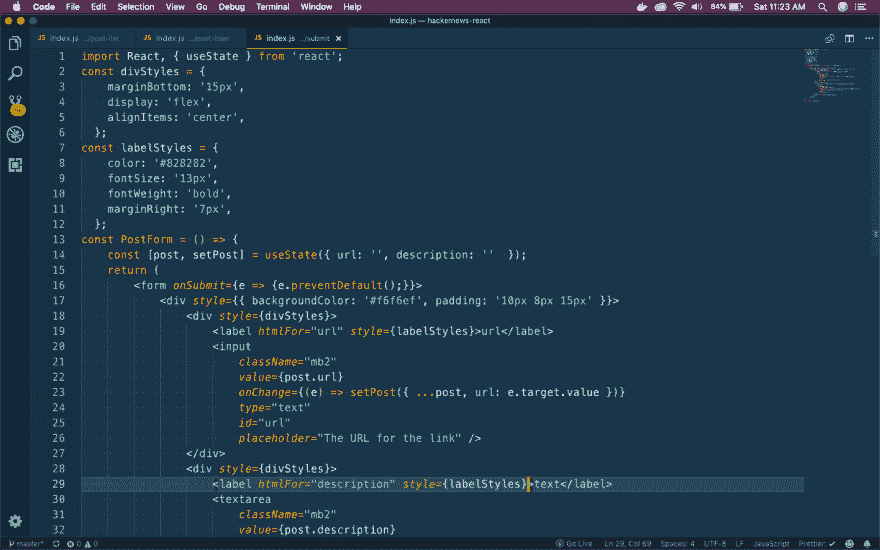 Code File Edit Selection View Go Debug Terminal Window Help 84% Sat 11:23 AM
index.js — hackernews-react
JS index.js .../post-list JS index.js .../post-item JS index.js .../submit ×
1 import React, { useState } from 'react';
2 const divStyles = {
3 marginBottom: '15px',
4 display: 'flex',
5 alignItems: 'center',
6 };
7 const labelStyles = {
8 color: '#828282',
9 fontSize: '13px',
10 fontWeight: 'bold',
11 marginRight: '7px',
12 };
13 const PostForm = () => {
14 const [post, setPost] = useState({ url: '', description: '' });
15 return (
16 <form onSubmit={e => {e.preventDefault();}}>
17 <div style={{ backgroundColor: '#f6f6ef', padding: '10px 8px 15px' }}>
18 <div style={divStyles}>
19 <label htmlFor="url" style={labelStyles}>url</label>
20 <input
21 className="mb2"
22 value={post.url}
23 onChange={(e) => setPost({ ...post, url: e.target.value })}
24 type="text"
25 id="url"
26 placeholder="The URL for the link" />
27 </div>
28 <div style={divStyles}>
29 <label htmlFor="description" style={labelStyles}>text</label>
30 <textarea
31 className="mb2"
32 value={post.description}
master* 0 0 Go Live Ln 29, Col 69 Spaces: 4 UTF-8 LF JavaScript Prettier: ✓